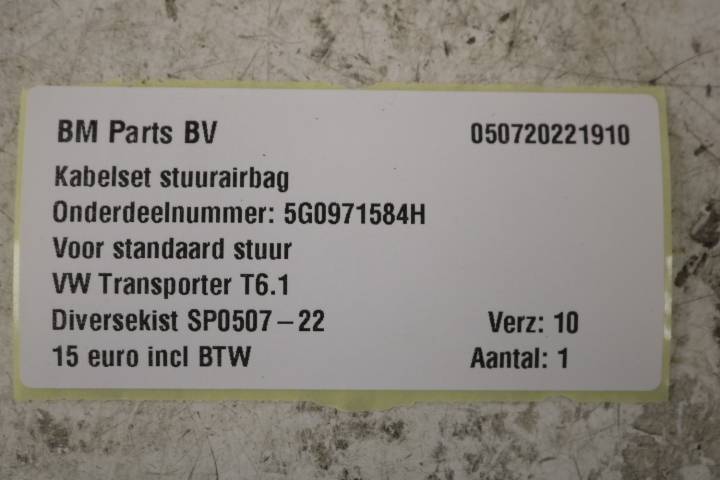 BM Parts BV 050720221910
Kabelset stuurairbag
Onderdeelnummer: 5G0971584H
Voor standaard stuur
VW Transporter T6.1
Diversekist SP0507-22 Verz: 10
15 euro incl BTW Aantal: 1